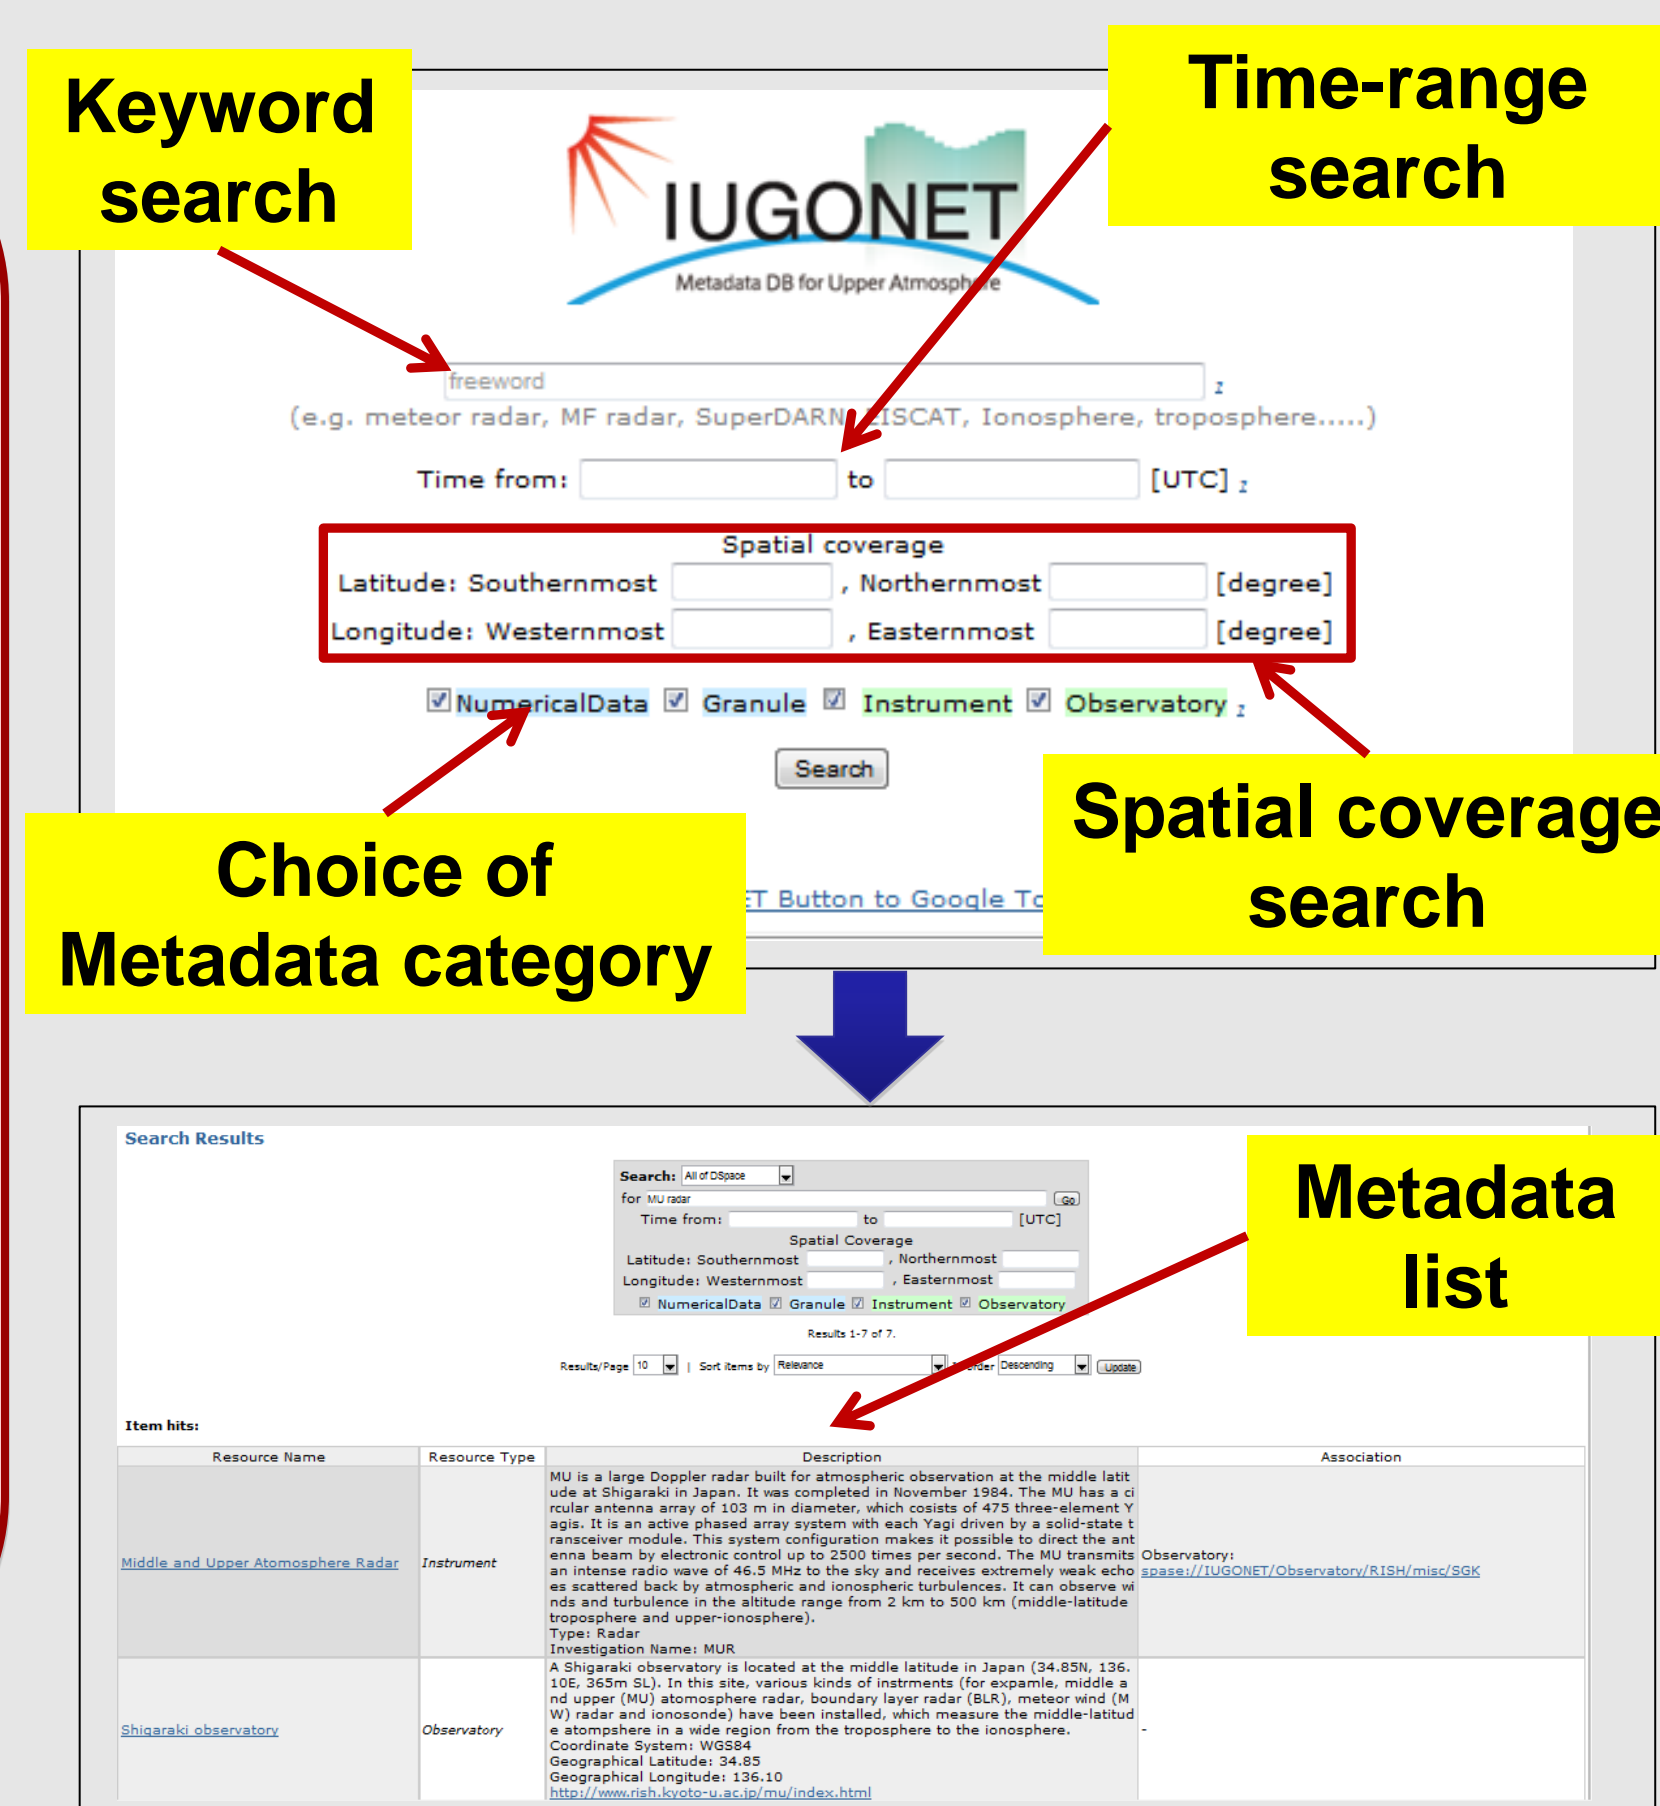 Keyword
search
Time-range
search
IUGONET
Metadata DB for Upper Atmosphere
freeword
?
(e.g. meteor radar, MF radar, SuperDARN, EISCAT, Ionosphere, troposphere.....)
Time from: to [UTC] ?
Spatial coverage
Latitude: Southernmost , Northernmost [degree]
Longitude: Westernmost , Easternmost [degree]
NumericalData Granule Instrument Observatory ?
Search
Choice of
Metadata category
Spatial coverage
search
Button to Google
Search Results
Metadata
list
Search: All of DSpace
for MU radar Go
Time from: to [UTC]
Spatial Coverage
Latitude: Southernmost , Northernmost
Longitude: Westernmost , Easternmost
NumericalData Granule Instrument Observatory
Results 1-7 of 7.
Results/Page 10 | Sort items by Relevance order Descending Update
Item hits:
Resource Name Resource Type Description Association
Middle and Upper Atomosphere Radar
Instrument
MU is a large Doppler radar built for atmospheric observation at the middle latit
ude at Shigaraki in Japan. It was completed in November 1984. The MU has a ci
rcular antenna array of 103 m in diameter, which cosists of 475 three-element Y
agis. It is an active phased array system with each Yagi driven by a solid-state t
ransceiver module. This system configuration makes it possible to direct the ant
enna beam by electronic control up to 2500 times per second. The MU transmits
an intense radio wave of 46.5 MHz to the sky and receives extremely weak echo
es scattered back by atmospheric and ionospheric turbulences. It can observe wi
nds and turbulence in the altitude range from 2 km to 500 km (middle-latitude
troposphere and upper-ionosphere).
Type: Radar
Investigation Name: MUR
Observatory:
spase://IUGONET/Observatory/RISH/misc/SGK
Shigaraki observatory
Observatory
A Shigaraki observatory is located at the middle latitude in Japan (34.85N, 136.
10E, 365m SL). In this site, various kinds of instrments (for expamle, middle a
nd upper (MU) atomosphere radar, boundary layer radar (BLR), meteor wind (M
W) radar and ionosonde) have been installed, which measure the middle-latitud
e atompshere in a wide region from the troposphere to the ionosphere.
Coordinate System: WGS84
Geographical Latitude: 34.85
Geographical Longitude: 136.10
http://www.rish.kyoto-u.ac.jp/mu/index.html
-